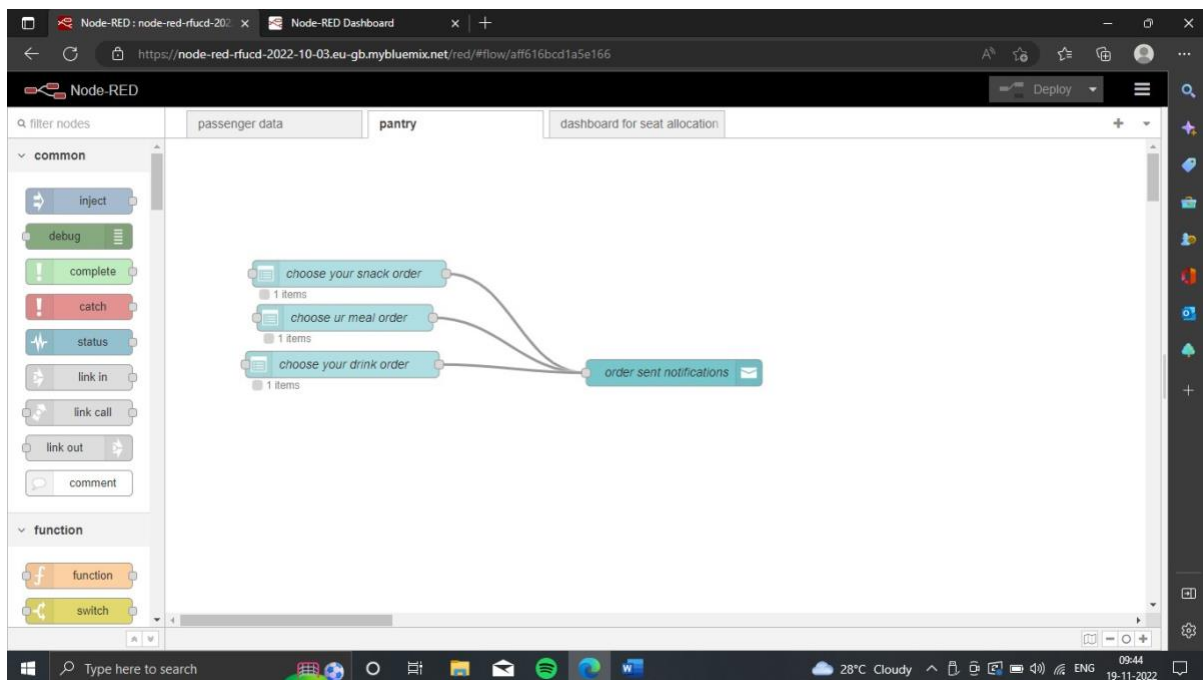 Node-RED : node-red-rfucd-202
Node-RED Dashboard
https://node-red-rfucd-2022-10-03.eu-gb.mybluemix.net/red/#flow/aff616bcd1a5e166
Node-RED
Deploy
filter nodes
passenger data
pantry
dashboard for seat allocation
common
inject
debug
complete
catch
status
link in
link call
link out
comment
function
function
switch
choose your snack order
1 items
choose ur meal order
1 items
choose your drink order
1 items
order sent notifications
Type here to search
28°C Cloudy
ENG
09:44
19-11-2022